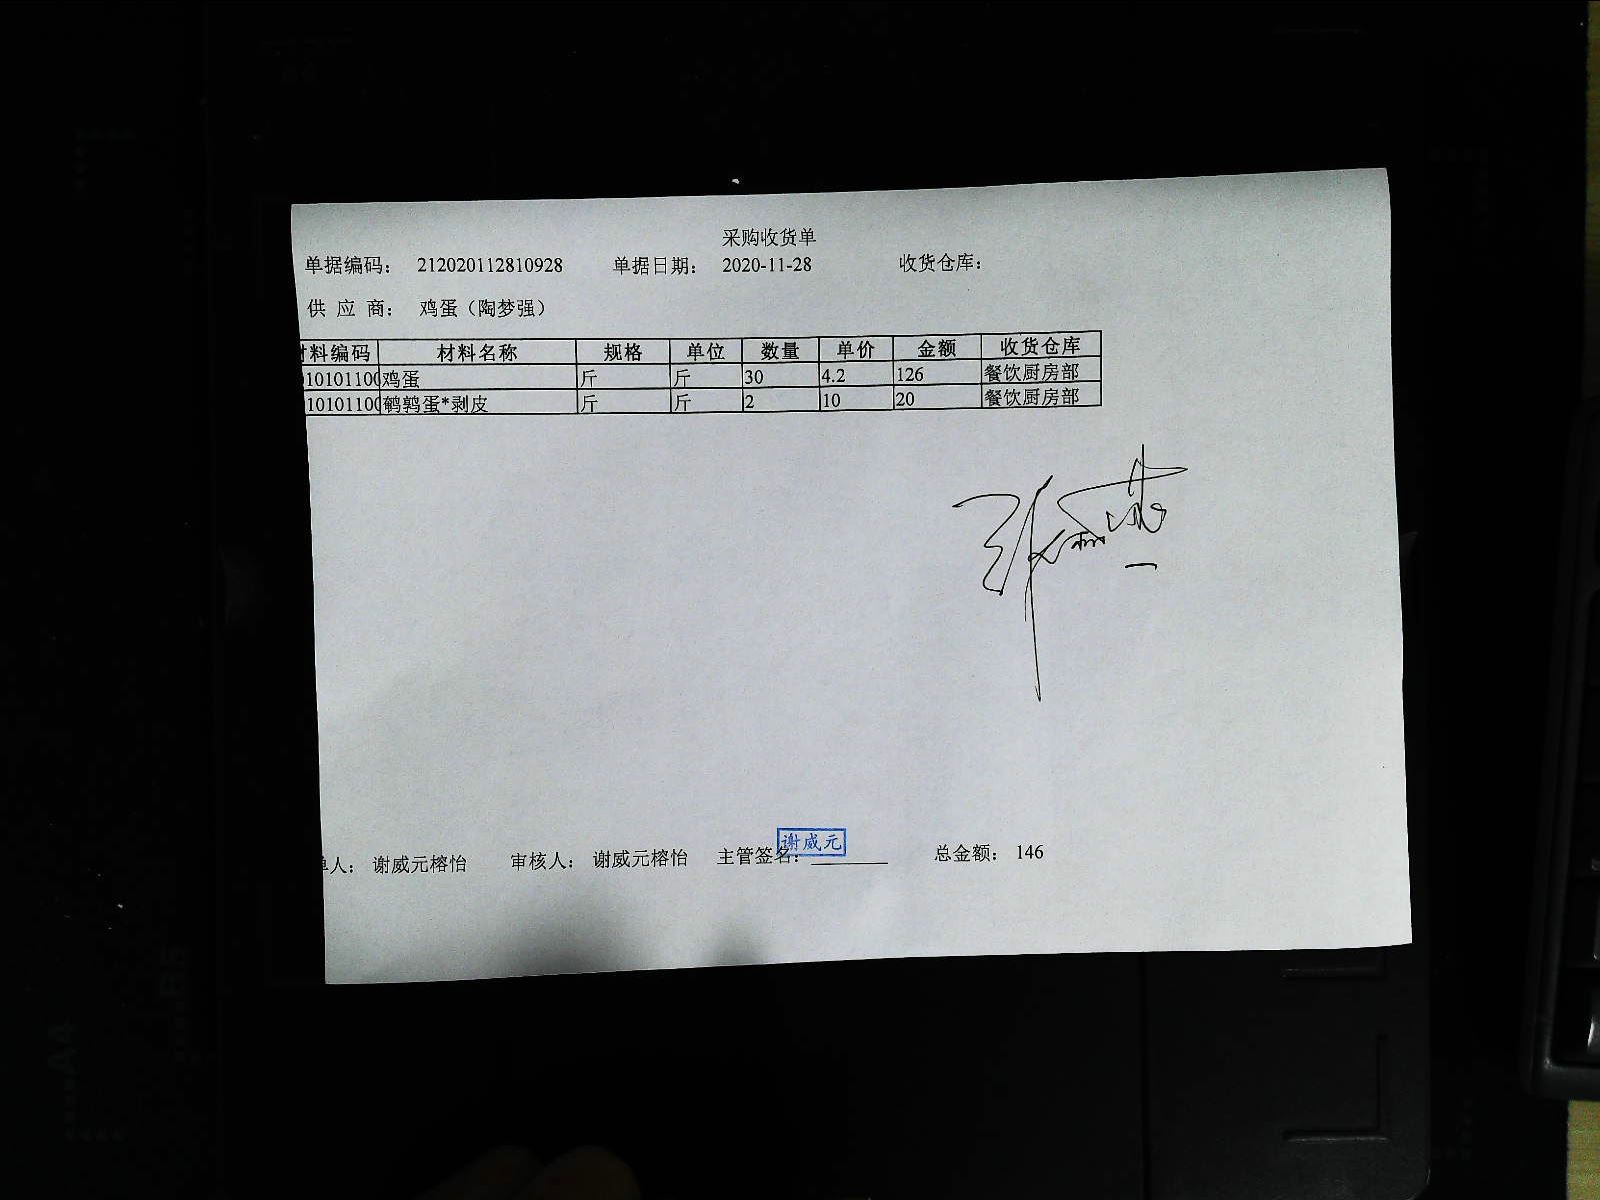 采购收货单
单据编码： 212020112810928 单据日期： 2020-11-28 收货仓库：
供 应 商： 鸡蛋（陶梦强）
材料编码 材料名称 规格 单位 数量 单价 金额 收货仓库
10101100 鸡蛋 斤 斤 30 4.2 126 餐饮厨房部
10101100 鹌鹑蛋*剥皮 斤 斤 2 10 20 餐饮厨房部
谢威元
单人： 谢威元榕怡 审核人： 谢威元榕怡 主管签名：________ 总金额： 146